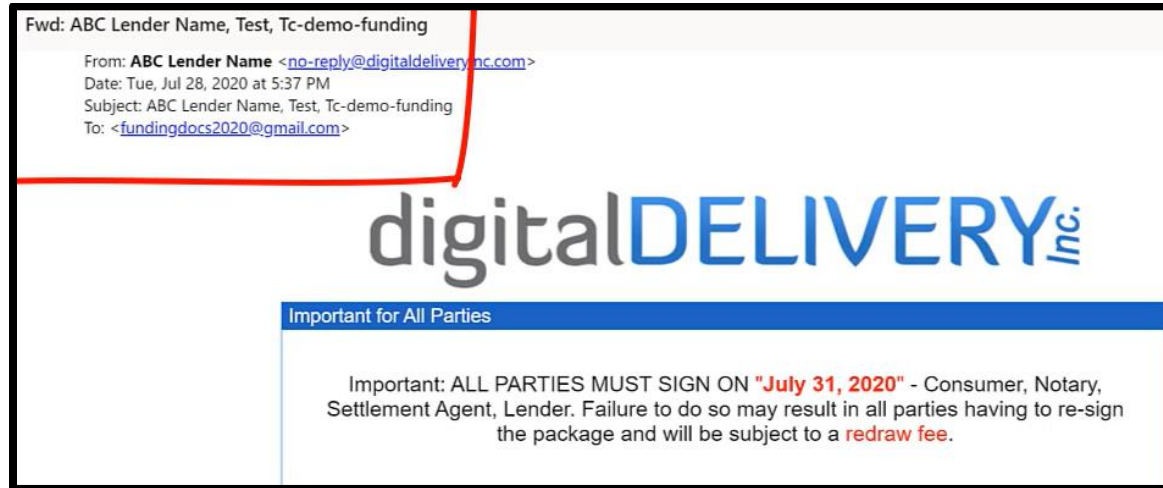 Fwd: ABC Lender Name, Test, Tc-demo-funding
From: ABC Lender Name <no-reply@digitaldeliveryinc.com>
Date: Tue, Jul 28, 2020 at 5:37 PM
Subject: ABC Lender Name, Test, Tc-demo-funding
To: <fundingdocs2020@gmail.com>
digitalDELIVERY Inc.
Important for All Parties
Important: ALL PARTIES MUST SIGN ON "July 31, 2020" - Consumer, Notary,
Settlement Agent, Lender. Failure to do so may result in all parties having to re-sign
the package and will be subject to a redraw fee.